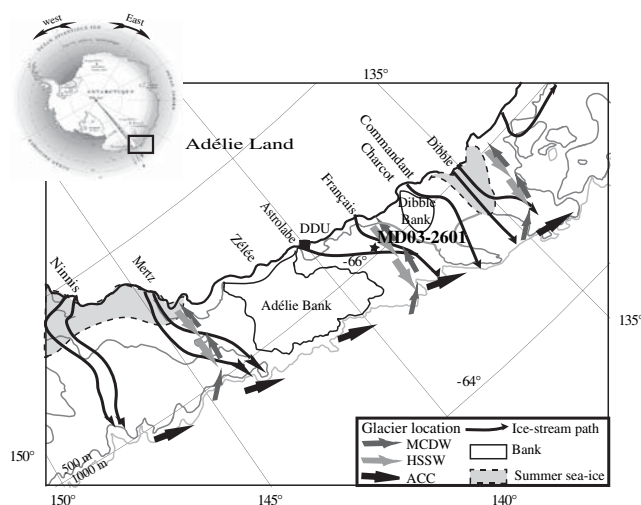 west
East
ANTARCTIQUE
135°
Adélie Land
Commandant
Charcot
Dibble
Français
Dibble
Bank
DDU
MD03-2601
Astrolabe
Zélée
-66°
Mertz
Ninnis
Adélie Bank
135°
-64°
Glacier location
MCDW
HSSW
ACC
Ice-stream path
Bank
Summer sea-ice
500 m
1000 m
150°
150°
145°
140°